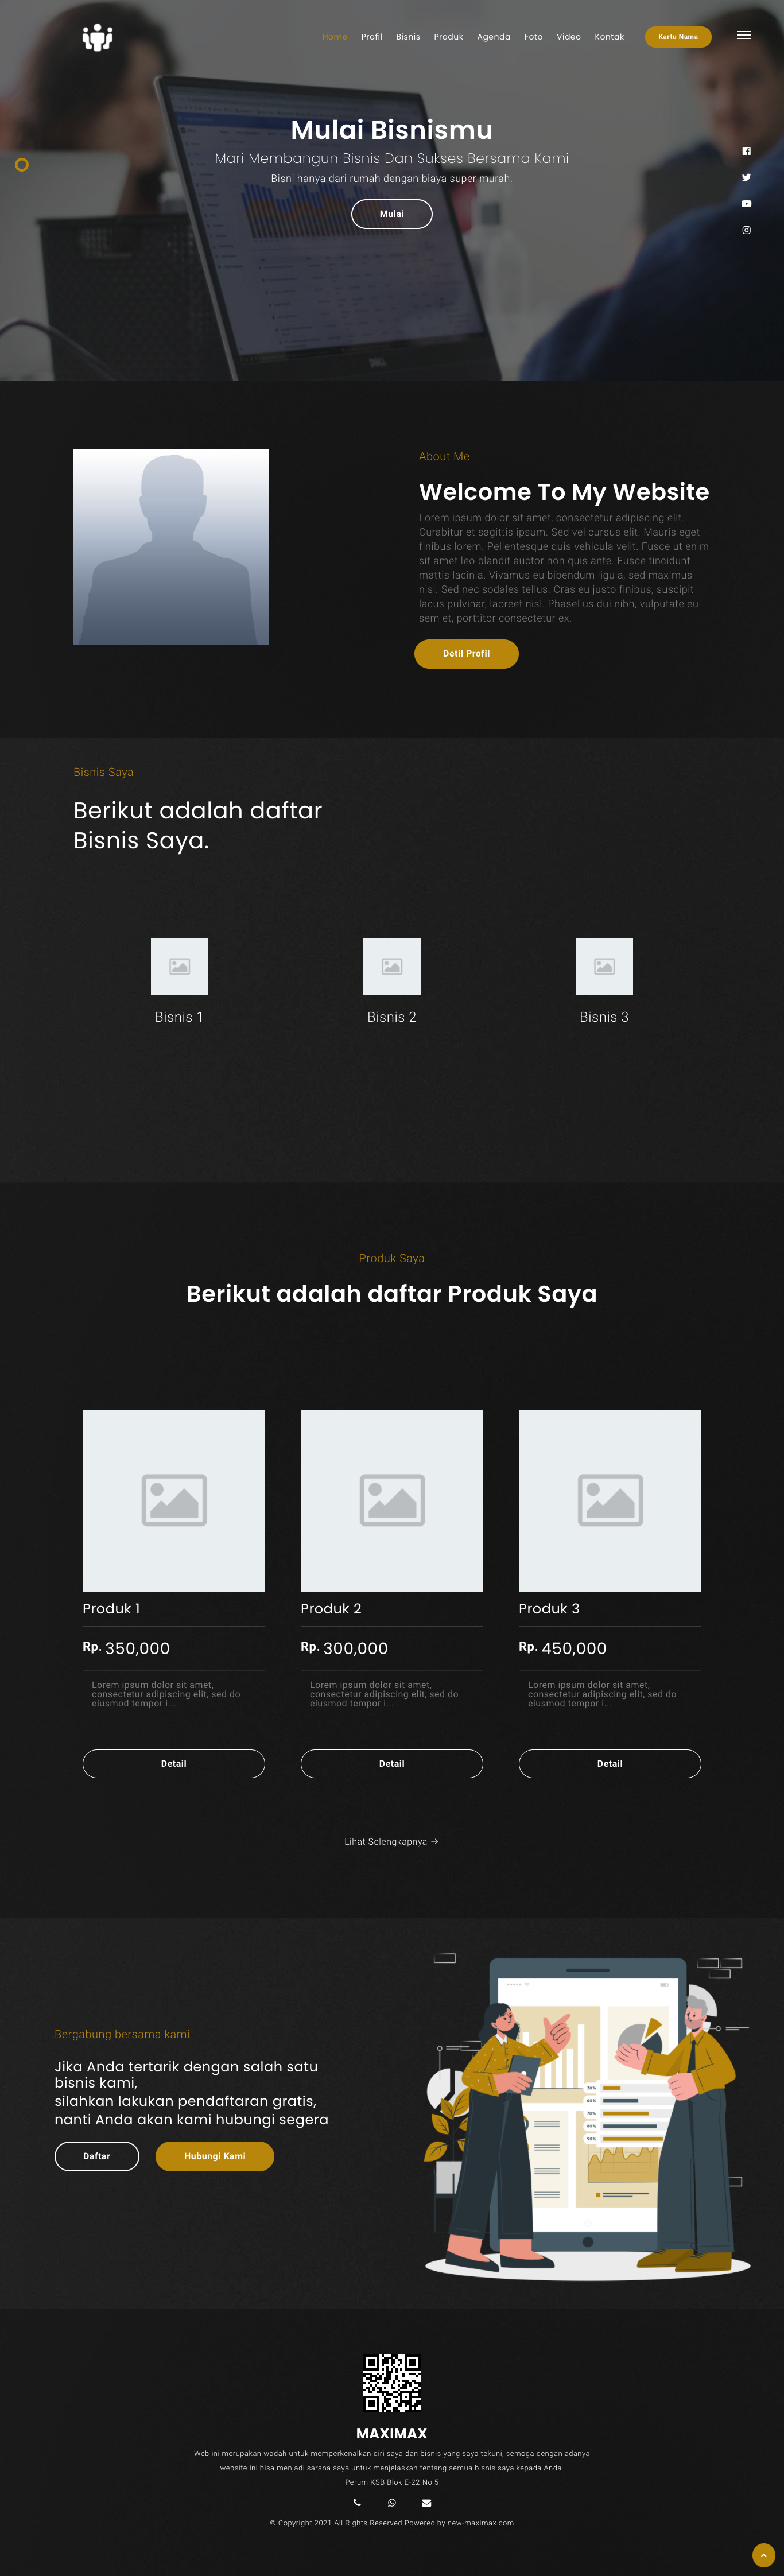 Home Profil Bisnis Produk Agenda Foto Video Kontak Kartu Nama
Mulai Bisnismu
Mari Membangun Bisnis Dan Sukses Bersama Kami
Bisni hanya dari rumah dengan biaya super murah.
Mulai
DELL
About Me
Welcome To My Website
Lorem ipsum dolor sit amet, consectetur adipiscing elit.
Curabitur et sagittis ipsum. Sed vel cursus elit. Mauris eget
finibus lorem. Pellentesque quis vehicula velit. Fusce ut enim
sit amet leo blandit auctor non quis ante. Fusce tincidunt
mattis lacinia. Vivamus eu bibendum ligula, sed maximus
nisi. Sed nec sodales tellus. Cras eu justo finibus, suscipit
lacus pulvinar, laoreet nisl. Phasellus dui nibh, vulputate eu
sem et, porttitor consectetur ex.
Detil Profil
Bisnis Saya
Berikut adalah daftar
Bisnis Saya.
Bisnis 1
Bisnis 2
Bisnis 3
Produk Saya
Berikut adalah daftar Produk Saya
Produk 1
Rp. 350,000
Lorem ipsum dolor sit amet,
consectetur adipiscing elit, sed do
eiusmod tempor i...
Detail
Produk 2
Rp. 300,000
Lorem ipsum dolor sit amet,
consectetur adipiscing elit, sed do
eiusmod tempor i...
Detail
Produk 3
Rp. 450,000
Lorem ipsum dolor sit amet,
consectetur adipiscing elit, sed do
eiusmod tempor i...
Detail
Lihat Selengkapnya →
Bergabung bersama kami
Jika Anda tertarik dengan salah satu
bisnis kami,
silahkan lakukan pendaftaran gratis,
nanti Anda akan kami hubungi segera
Daftar
Hubungi Kami
30%
60%
70%
80%
90%
MAXIMAX
Web ini merupakan wadah untuk memperkenalkan diri saya dan bisnis yang saya tekuni, semoga dengan adanya
website ini bisa menjadi sarana saya untuk menjelaskan tentang semua bisnis saya kepada Anda.
Perum KSB Blok E-22 No 5
© Copyright 2021 All Rights Reserved Powered by new-maximax.com